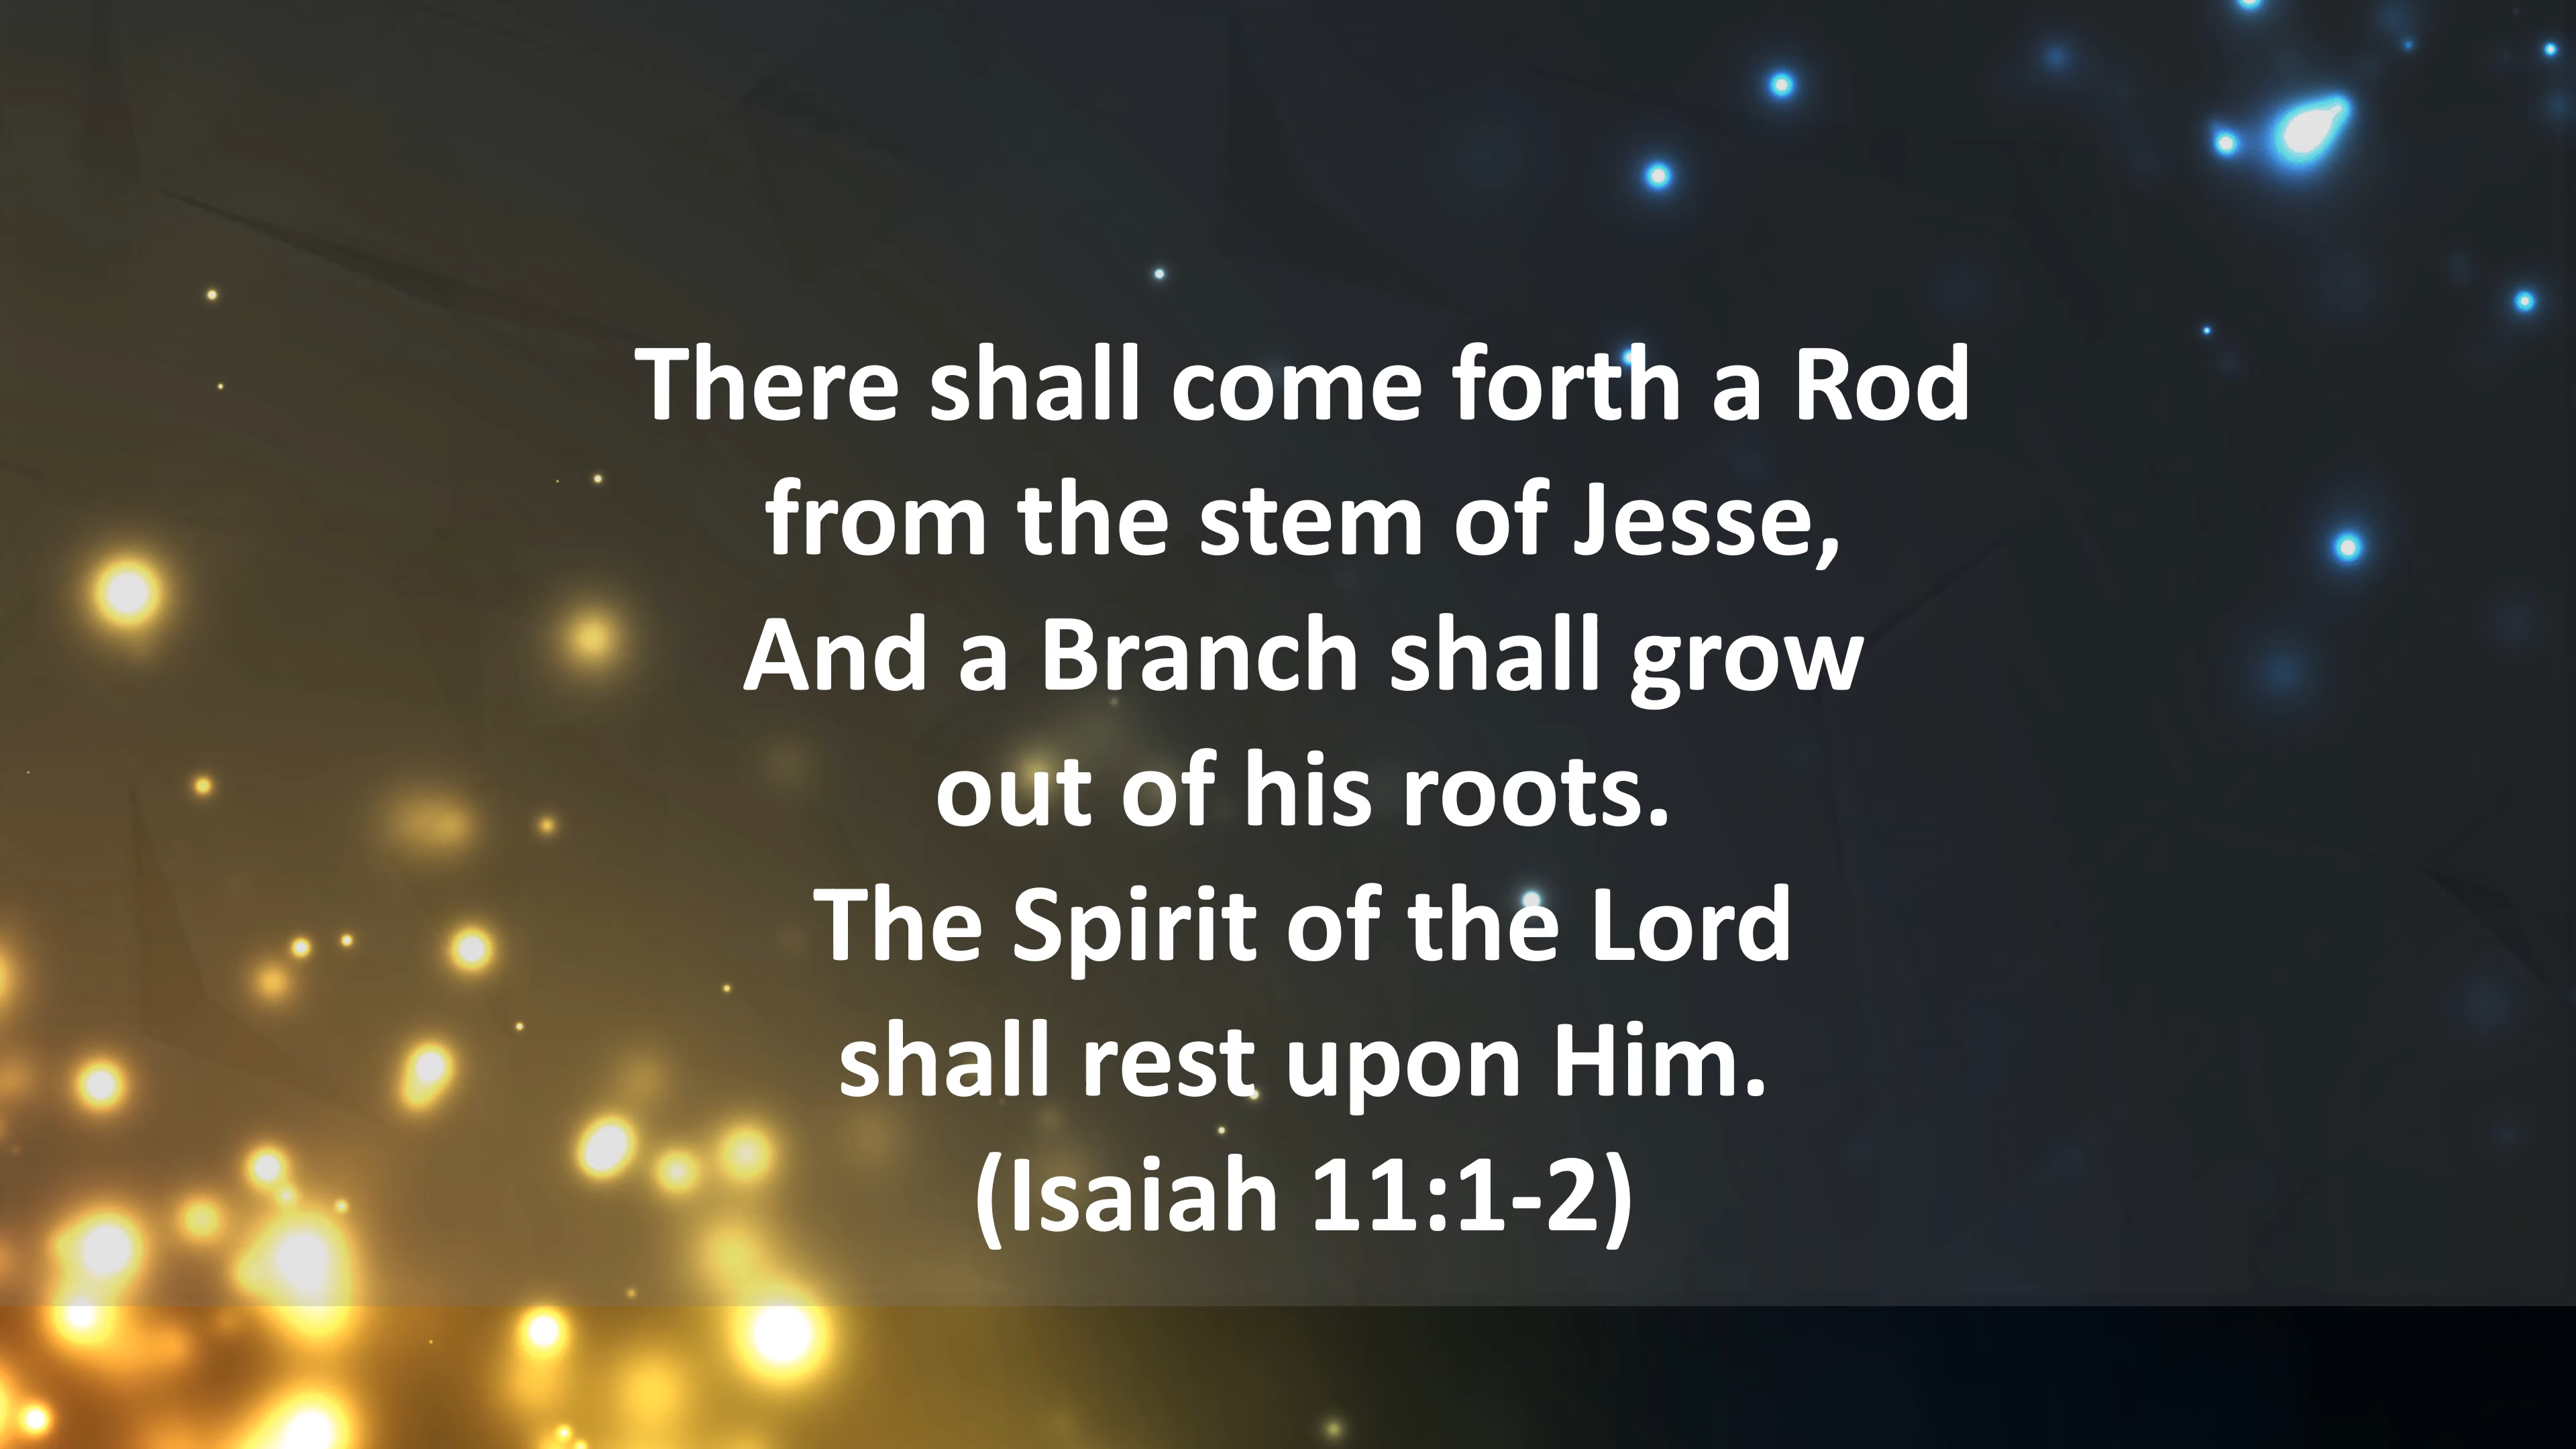 There shall come forth a Rod
from the stem of Jesse,
And a Branch shall grow
out of his roots.
The Spirit of the Lord
shall rest upon Him.
(Isaiah 11:1-2)